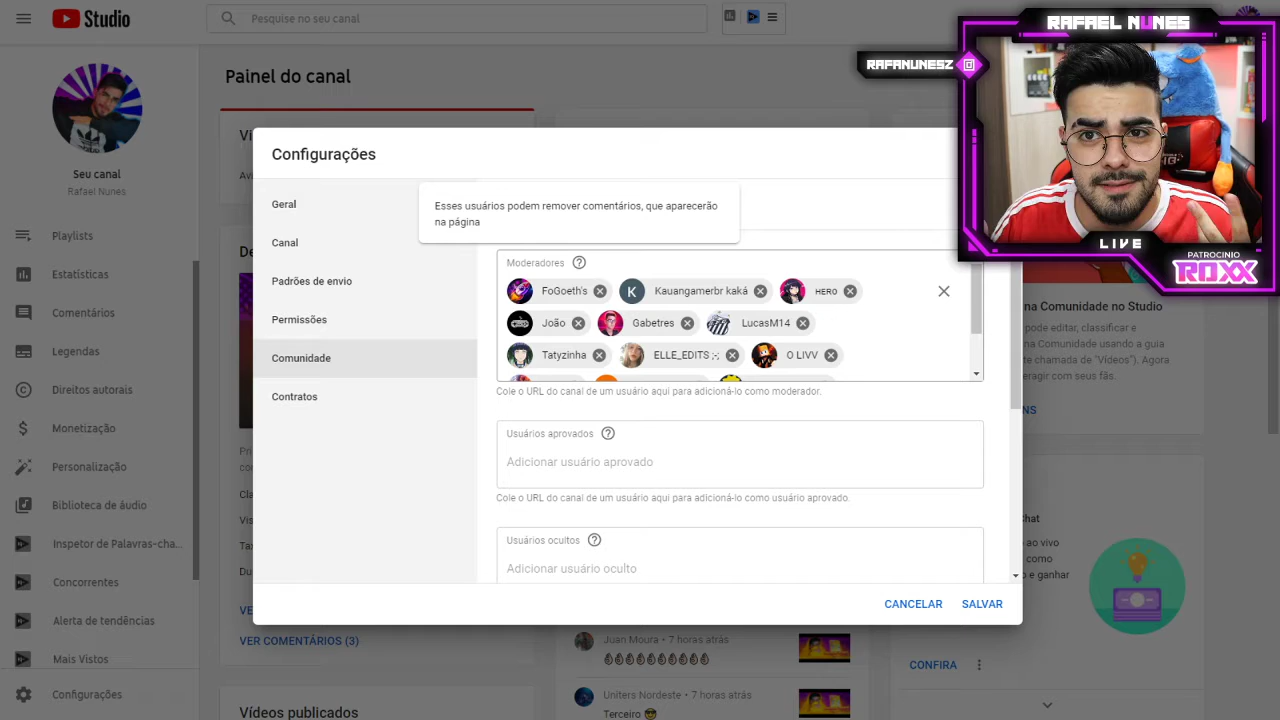 Studio
Pesquise no seu canal
RAFAEL NUNES
RAFANUNESZ
LIVE
PATROCINIO
ROXX
Painel do canal
Seu canal
Rafael Nunes
Playlists
Estatísticas
Comentários
Legendas
Direitos autorais
Monetização
Personalização
Biblioteca de áudio
Inspetor de Palavras-cha...
Concorrentes
Alerta de tendências
Mais Vistos
Configurações
Configurações
Geral
Canal
Padrões de envio
Permissões
Comunidade
Contratos
Esses usuários podem remover comentários, que aparecerão
na página
Moderadores
FoGoeth's
Kauangamerbr kaká
HERO
João
Gabetres
LucasM14
Tatyzinha
ELLE_EDITS ;-;
O LIVV
Cole o URL do canal de um usuário aqui para adicioná-lo como moderador.
Usuários aprovados
Adicionar usuário aprovado
Cole o URL do canal de um usuário aqui para adicioná-lo como usuário aprovado.
Usuários ocultos
Adicionar usuário oculto
CANCELAR
SALVAR
VER COMENTÁRIOS (3)
Vídeos publicados
Juan Moura • 7 horas atrás
Uniters Nordeste • 7 horas atrás
Terceiro 😎
na Comunidade no Studio
pode editar, classificar e
Comunidade usando a guia
chamada de "Vídeos"). Agora
eragir com seus fãs.
NS
Chat
ao vivo
como
o e ganhar
CONFIRA